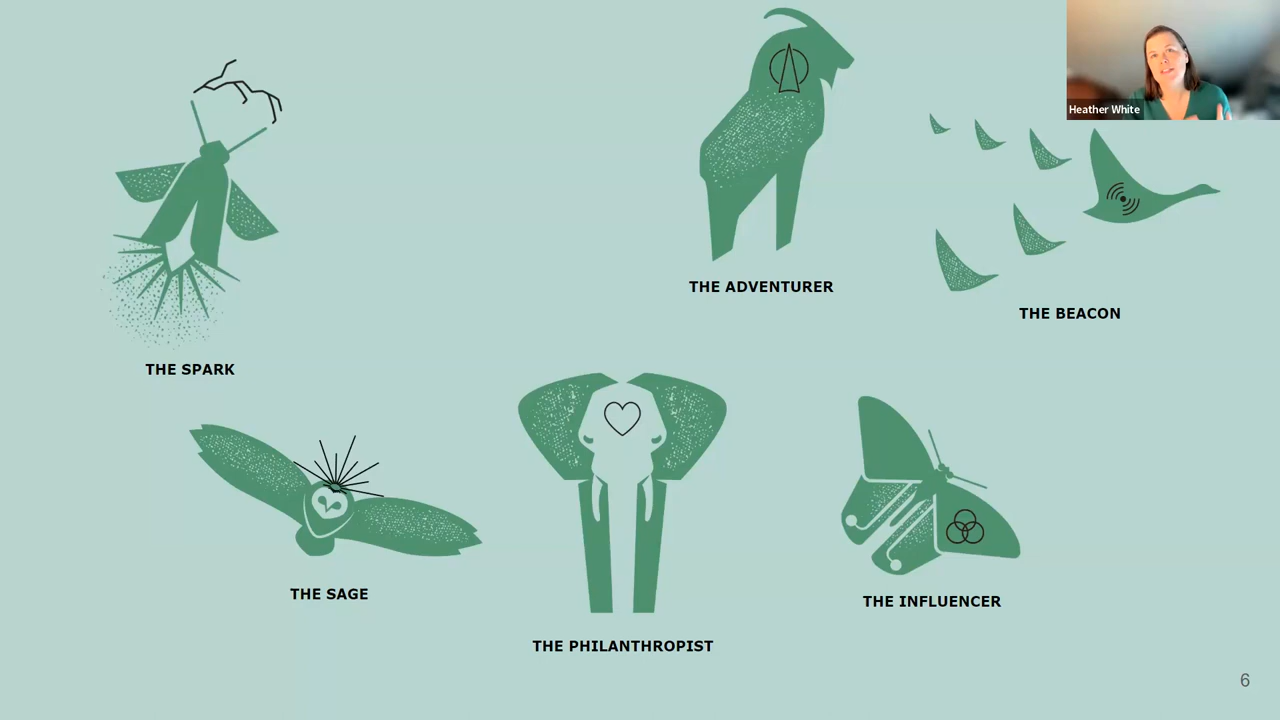 Heather White
THE ADVENTURER
THE BEACON
THE SPARK
THE SAGE
THE INFLUENCER
THE PHILANTHROPIST
6